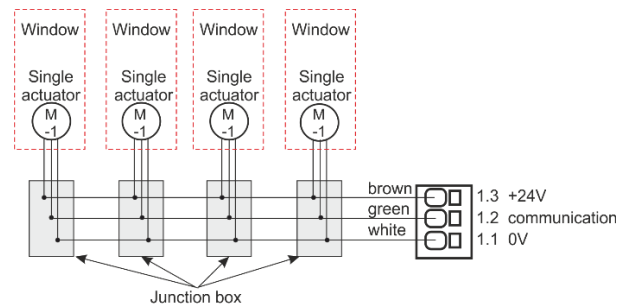 Window Window Window Window
Single Single Single Single
actuator actuator actuator actuator
M M M M
-1 -1 -1 -1
brown 1.3 +24V
green 1.2 communication
white 1.1 0V
Junction box